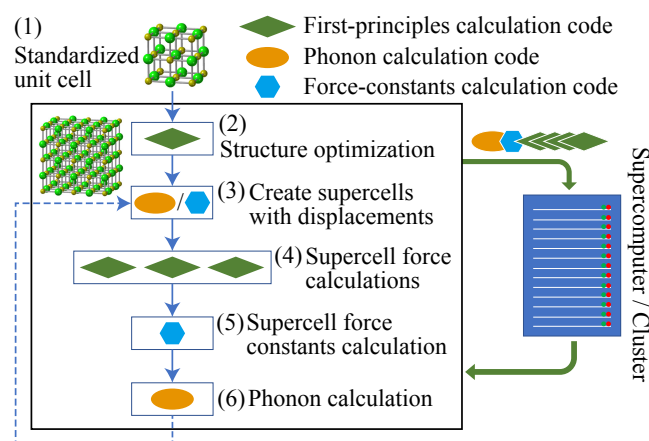 (1)
Standardized
unit cell
First-principles calculation code
Phonon calculation code
Force-constants calculation code
(2)
Structure optimization
(3) Create supercells
with displacements
/
(4) Supercell force
calculations
(5) Supercell force
constants calculation
(6) Phonon calculation
Supercomputer / Cluster